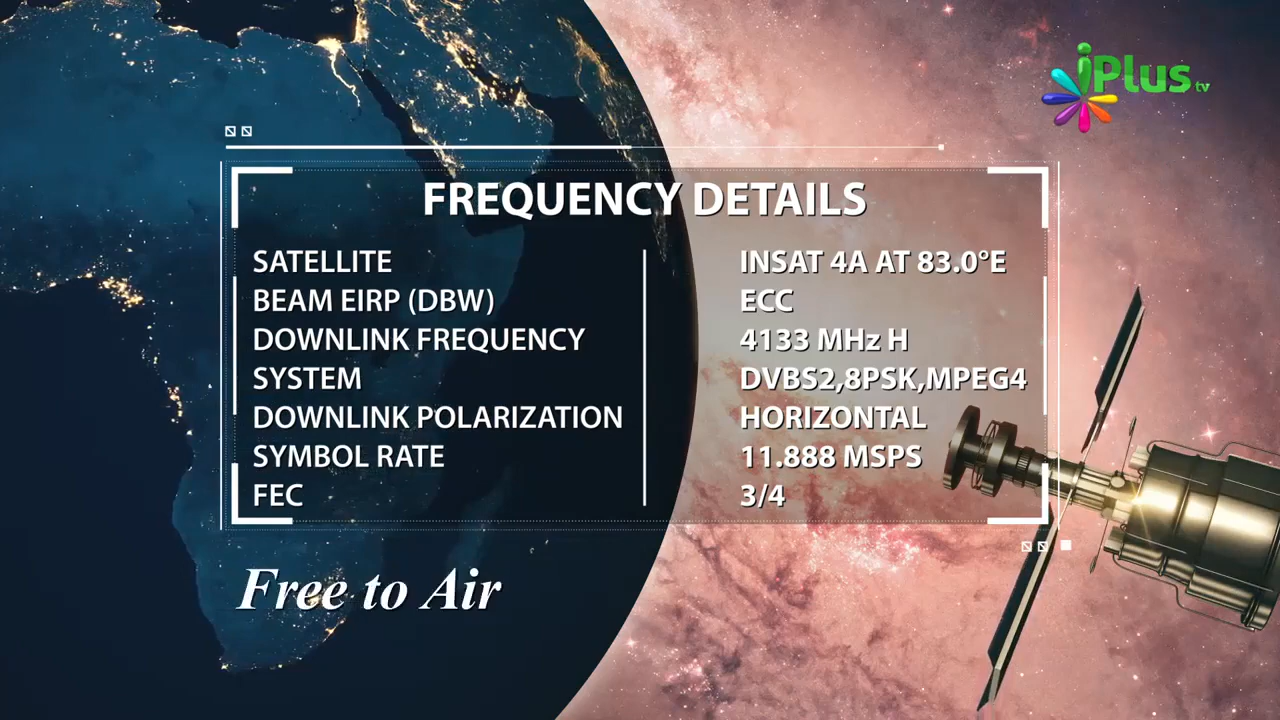 iPlus tv
FREQUENCY DETAILS
SATELLITE INSAT 4A AT 83.0°E
BEAM EIRP (DBW) ECC
DOWNLINK FREQUENCY 4133 MHz H
SYSTEM DVBS2,8PSK,MPEG4
DOWNLINK POLARIZATION HORIZONTAL
SYMBOL RATE 11.888 MSPS
FEC 3/4
Free to Air